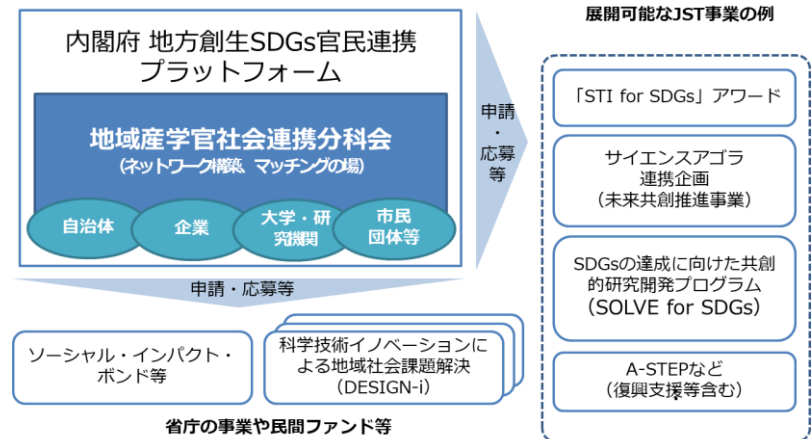 展開可能なJST事業の例
内閣府 地方創生SDGs官民連携
プラットフォーム
地域産学官社会連携分科会
(ネットワーク構築、マッチングの場)
自治体
企業
大学・研
究機関
市民
団体等
申請
・
応募
等
「STI for SDGs」アワード
サイエンスアゴラ
連携企画
(未来共創推進事業)
SDGsの達成に向けた共創
的研究開発プログラム
(SOLVE for SDGs)
A-STEPなど
(復興支援等含む)
申請・応募等
ソーシャル・インパクト・
ボンド等
科学技術イノベーションに
よる地域社会課題解決
(DESIGN-i)
省庁の事業や民間ファンド等